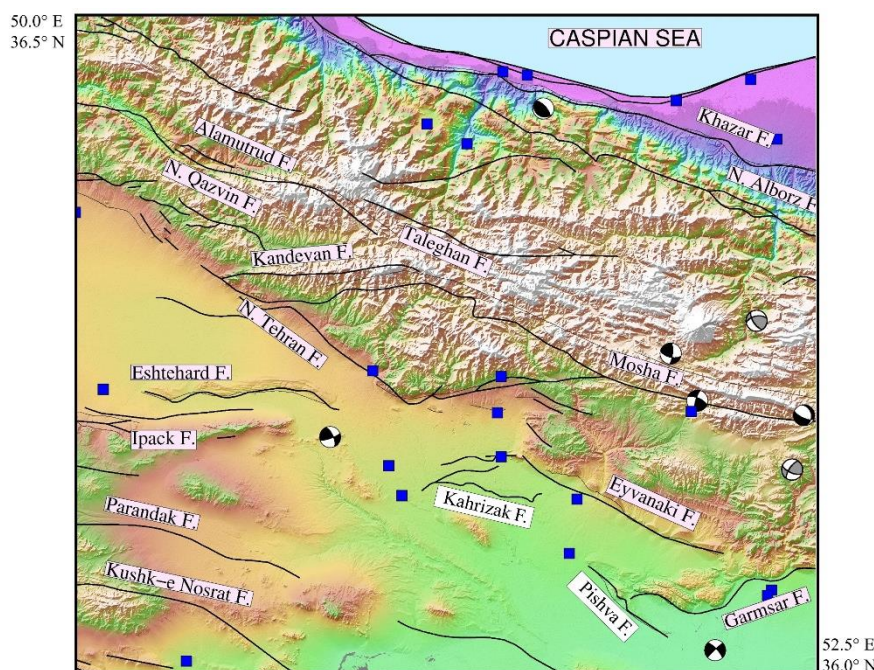 50.0° E
36.5° N
CASPIAN SEA
Khazar F.
Alamutrud F.
N. Qazvin F.
N. Alborz F.
Taleghan F.
Kandevan F.
N. Tehran F.
Mosha F.
Eshtehard F.
Ipack F.
Eyvanaki F.
Kahrizak F.
Parandak F.
Kushk–e Nosrat F.
Pishva F.
Garmsar F.
52.5° E
36.0° N